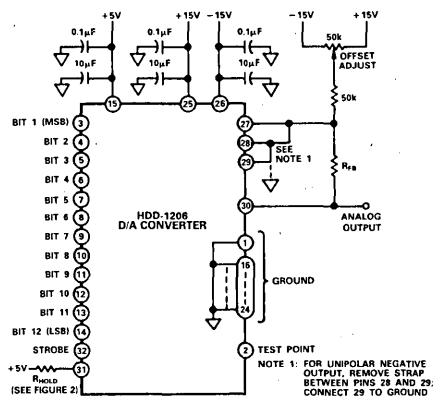 +5V +15V −15V −15V +15V
0.1µF 0.1µF 0.1µF 50k
OFFSET
ADJUST
10µF 10µF 10µF
50k
15 25 26
BIT 1 (MSB) 3 27
BIT 2 4 28 SEE
NOTE 1
BIT 3 5 29
RFB
BIT 4 6
BIT 5 7 30
ANALOG
OUTPUT
HDD-1206
D/A CONVERTER
BIT 6 8
BIT 7 9 1
BIT 8 10 16
BIT 9 11 GROUND
BIT 10 12 24
BIT 11 13
BIT 12 (LSB) 14 2 TEST POINT
STROBE 32
+5V RHOLD 31
(SEE FIGURE 2)
NOTE 1: FOR UNIPOLAR NEGATIVE
OUTPUT, REMOVE STRAP
BETWEEN PINS 28 AND 29;
CONNECT 29 TO GROUND